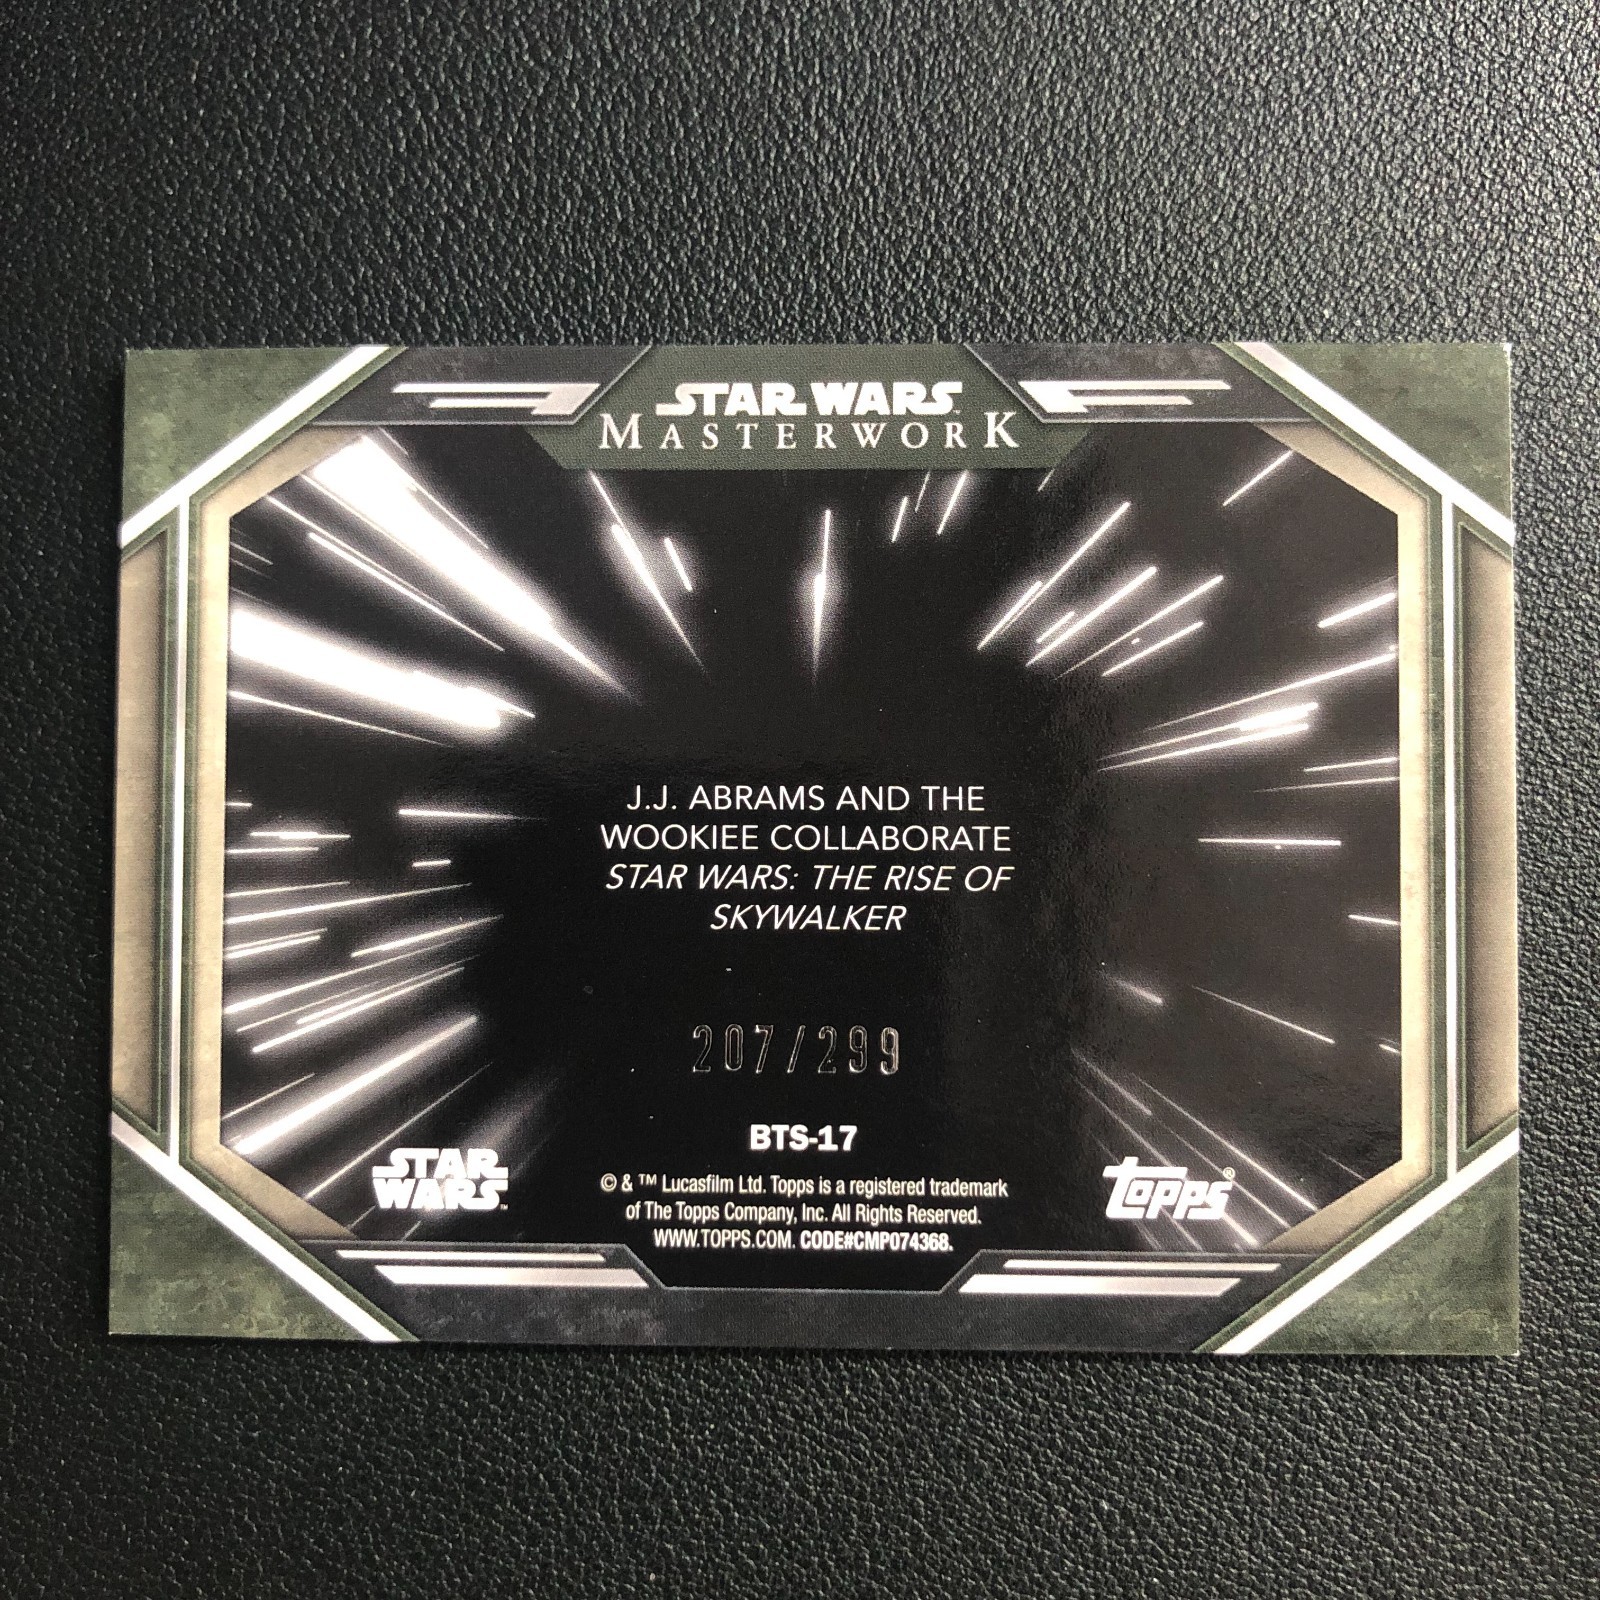 STAR WARS™
MASTERWORK
J.J. ABRAMS AND THE
WOOKIEE COLLABORATE
STAR WARS: THE RISE OF
SKYWALKER
207/299
BTS-17
STAR
WARS™
© & ™ Lucasfilm Ltd. Topps is a registered trademark
of The Topps Company, Inc. All Rights Reserved.
WWW.TOPPS.COM. CODE#CMP074368.
topps®